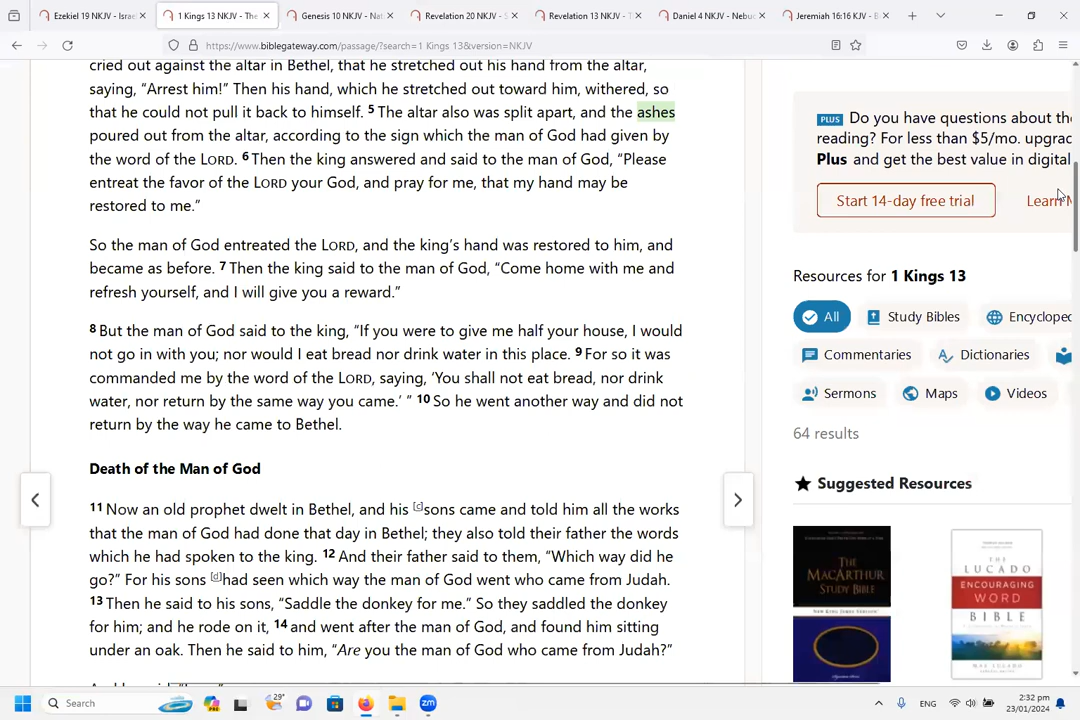 Ezekiel 19 NKJV - Israe
1 Kings 13 NKJV - The
Genesis 10 NKJV - Nat
Revelation 20 NKJV - S
Revelation 13 NKJV - T
Daniel 4 NKJV - Nebuc
Jeremiah 16:16 KJV - B
https://www.biblegateway.com/passage/?search=1 Kings 13&version=NKJV
cried out against the altar in Bethel, that he stretched out his hand from the altar,
saying, “Arrest him!” Then his hand, which he stretched out toward him, withered, so
that he could not pull it back to himself. 5 The altar also was split apart, and the ashes
poured out from the altar, according to the sign which the man of God had given by
the word of the LORD. 6 Then the king answered and said to the man of God, “Please
entreat the favor of the LORD your God, and pray for me, that my hand may be
restored to me.”
So the man of God entreated the LORD, and the king’s hand was restored to him, and
became as before. 7 Then the king said to the man of God, “Come home with me and
refresh yourself, and I will give you a reward.”
8 But the man of God said to the king, “If you were to give me half your house, I would
not go in with you; nor would I eat bread nor drink water in this place. 9 For so it was
commanded me by the word of the LORD, saying, ‘You shall not eat bread, nor drink
water, nor return by the same way you came.’ ” 10 So he went another way and did not
return by the way he came to Bethel.
Death of the Man of God
11 Now an old prophet dwelt in Bethel, and his [c]sons came and told him all the works
that the man of God had done that day in Bethel; they also told their father the words
which he had spoken to the king. 12 And their father said to them, “Which way did he
go?” For his sons [d]had seen which way the man of God went who came from Judah.
13 Then he said to his sons, “Saddle the donkey for me.” So they saddled the donkey
for him; and he rode on it, 14 and went after the man of God, and found him sitting
under an oak. Then he said to him, “Are you the man of God who came from Judah?”
PLUS Do you have questions about the
reading? For less than $5/mo. upgrad
Plus and get the best value in digital
Start 14-day free trial
Learn M
Resources for 1 Kings 13
All
Study Bibles
Encycloped
Commentaries
Dictionaries
Sermons
Maps
Videos
64 results
Suggested Resources
THE
MACARTHUR
STUDY BIBLE
NEW KING JAMES VERSION
THE
LUCADO
ENCOURAGING
WORD
BIBLE
MAX LUCADO
Search
29°
ENG
2:32 pm
23/01/2024